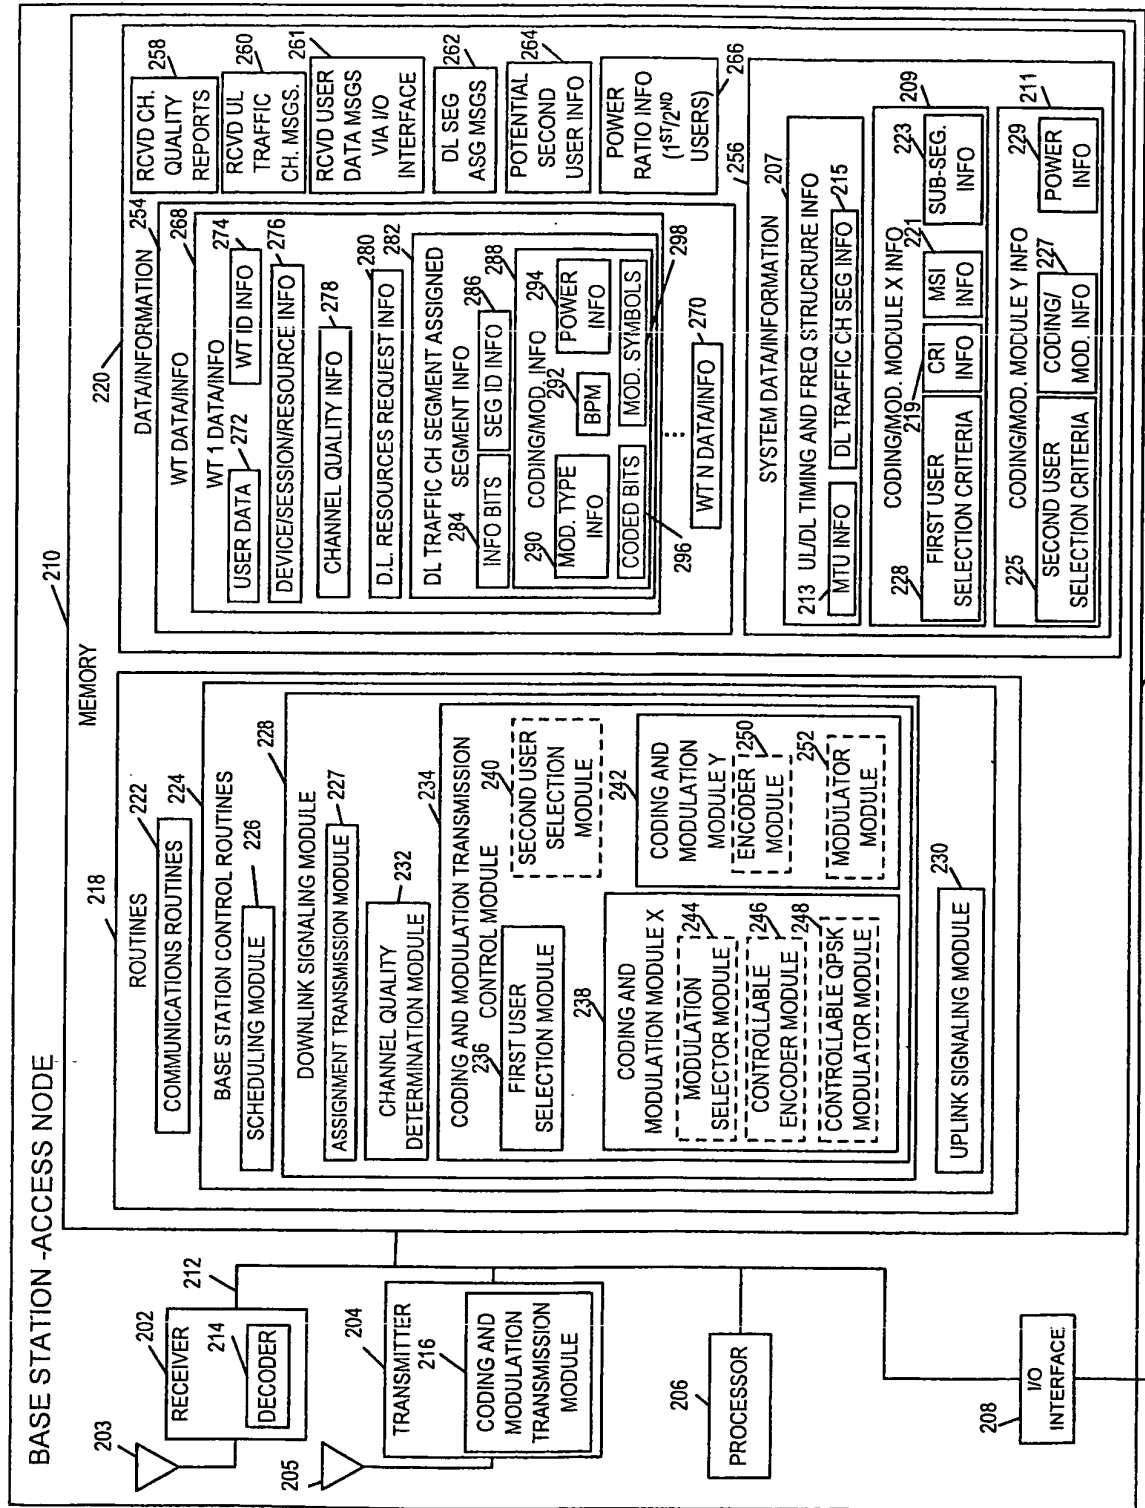 BASE STATION -ACCESS NODE
203
202
RECEIVER
214
DECODER
212
205
TRANSMITTER
204
216
CODING AND
MODULATION
TRANSMISSION
MODULE
206
PROCESSOR
208
I/O
INTERFACE
210
MEMORY
218
ROUTINES
222
COMMUNICATIONS ROUTINES
224
BASE STATION CONTROL ROUTINES
226
SCHEDULING MODULE
228
DOWNLINK SIGNALING MODULE
227
ASSIGNMENT TRANSMISSION MODULE
232
CHANNEL QUALITY
DETERMINATION MODULE
234
CODING AND MODULATION TRANSMISSION
CONTROL MODULE
236
FIRST USER
SELECTION MODULE
240
SECOND USER
SELECTION
MODULE
238
CODING AND
MODULATION MODULE X
244
MODULATION
SELECTOR MODULE
246
CONTROLLABLE
ENCODER MODULE
248
CONTROLLABLE QPSK
MODULATOR MODULE
242
CODING AND
MODULATION
MODULE Y
250
ENCODER
MODULE
252
MODULATOR
MODULE
230
UPLINK SIGNALING MODULE
220
DATA/INFORMATION
254
WT DATA/INFO
268
WT 1 DATA/INFO
272
USER DATA
274
WT ID INFO
276
DEVICE/SESSION/RESOURCE INFO
278
CHANNEL QUALITY INFO
280
D.L. RESOURCES REQUEST INFO
282
DL TRAFFIC CH SEGMENT ASSIGNED
SEGMENT INFO
284
INFO BITS
286
SEG ID INFO
288
CODING/MOD. INFO
290
MOD. TYPE
INFO
292
BPM
294
POWER
INFO
296
CODED BITS
298
MOD. SYMBOLS
270
WT N DATA/INFO
258
RCVD CH.
QUALITY
REPORTS
260
RCVD UL
TRAFFIC
CH. MSGS.
261
RCVD USER
DATA MSGS
VIA I/O
INTERFACE
262
DL SEG
ASG MSGS
264
POTENTIAL
SECOND
USER INFO
266
POWER
RATIO INFO
(1ST/2ND
USERS)
256
SYSTEM DATA/INFORMATION
207
UL/DL TIMING AND FREQ STRUCRURE INFO
213
MTU INFO
215
DL TRAFFIC CH SEG INFO
209
CODING/MOD. MODULE X INFO
228
FIRST USER
SELECTION CRITERIA
219
CRI
INFO
221
MSI
INFO
223
SUB-SEG.
INFO
211
CODING/MOD. MODULE Y INFO
225
SECOND USER
SELECTION CRITERIA
227
CODING/
MOD. INFO
229
POWER
INFO